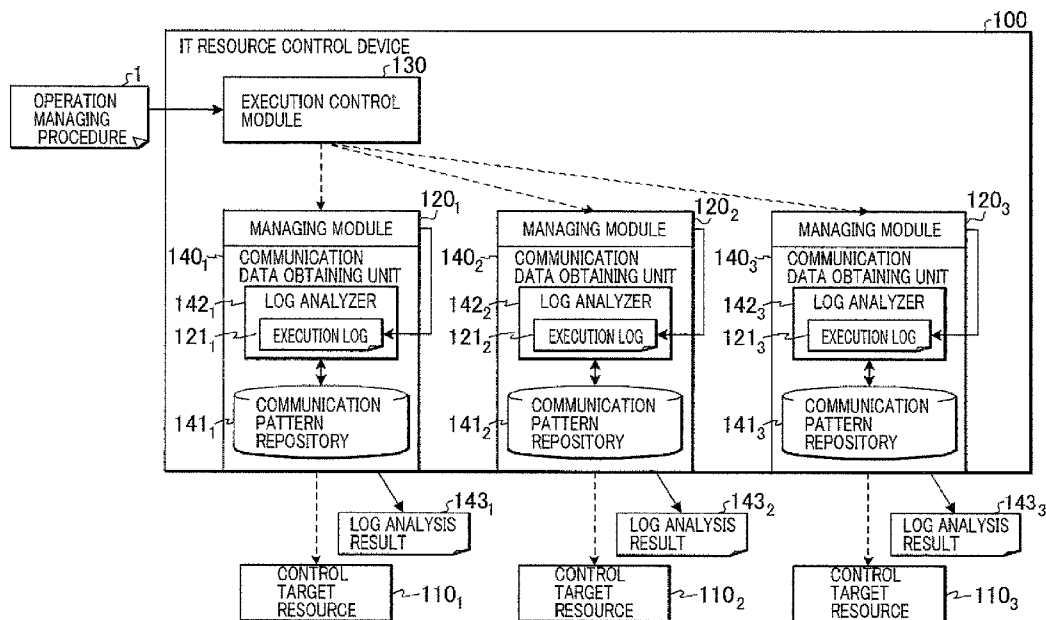 100
IT RESOURCE CONTROL DEVICE
1
OPERATION
MANAGING
PROCEDURE
130
EXECUTION CONTROL
MODULE
120₁
MANAGING MODULE
140₁
COMMUNICATION
DATA OBTAINING UNIT
142₁
LOG ANALYZER
121₁
EXECUTION LOG
141₁
COMMUNICATION
PATTERN
REPOSITORY
120₂
MANAGING MODULE
140₂
COMMUNICATION
DATA OBTAINING UNIT
142₂
LOG ANALYZER
121₂
EXECUTION LOG
141₂
COMMUNICATION
PATTERN
REPOSITORY
120₃
MANAGING MODULE
140₃
COMMUNICATION
DATA OBTAINING UNIT
142₃
LOG ANALYZER
121₃
EXECUTION LOG
141₃
COMMUNICATION
PATTERN
REPOSITORY
143₁
LOG ANALYSIS
RESULT
143₂
LOG ANALYSIS
RESULT
143₃
LOG ANALYSIS
RESULT
CONTROL
TARGET
RESOURCE
110₁
CONTROL
TARGET
RESOURCE
110₂
CONTROL
TARGET
RESOURCE
110₃